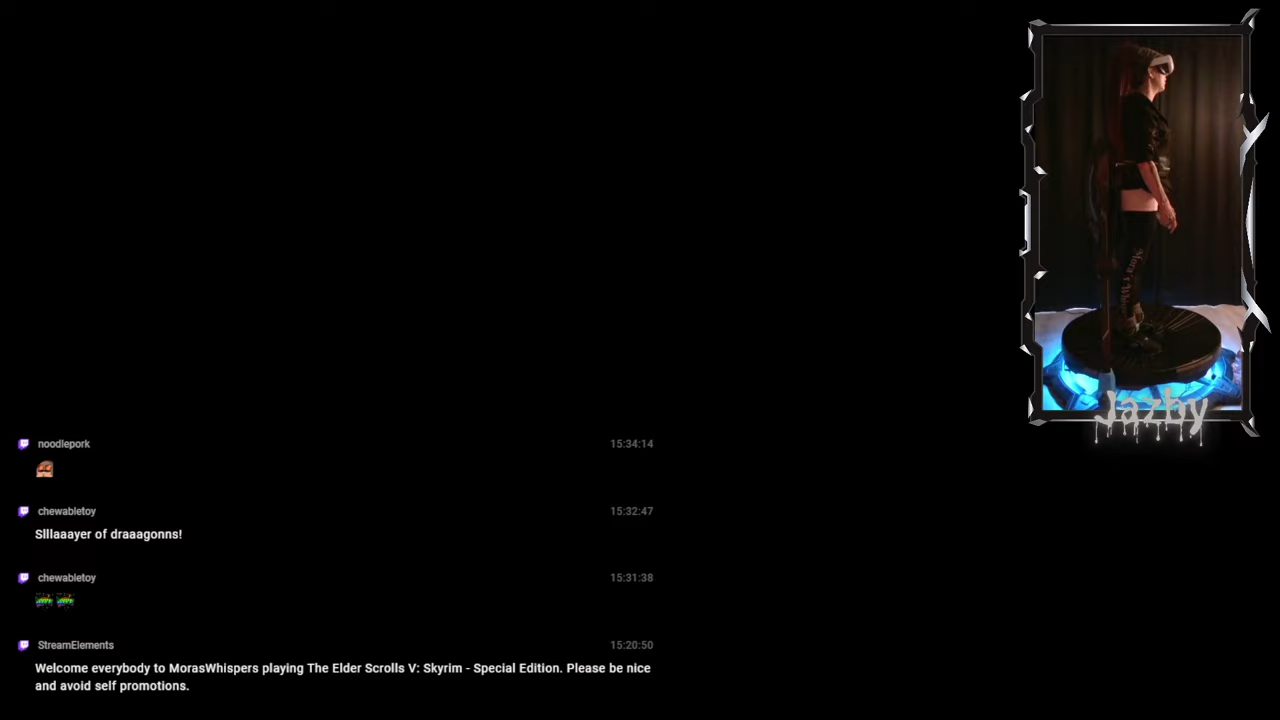 noodlepork 15:34:14
chewabletoy 15:32:47
Slllaaayer of draaagonns!
chewabletoy 15:31:38
StreamElements 15:20:50
Welcome everybody to MorasWhispers playing The Elder Scrolls V: Skyrim - Special Edition. Please be nice
and avoid self promotions.
Jazhy